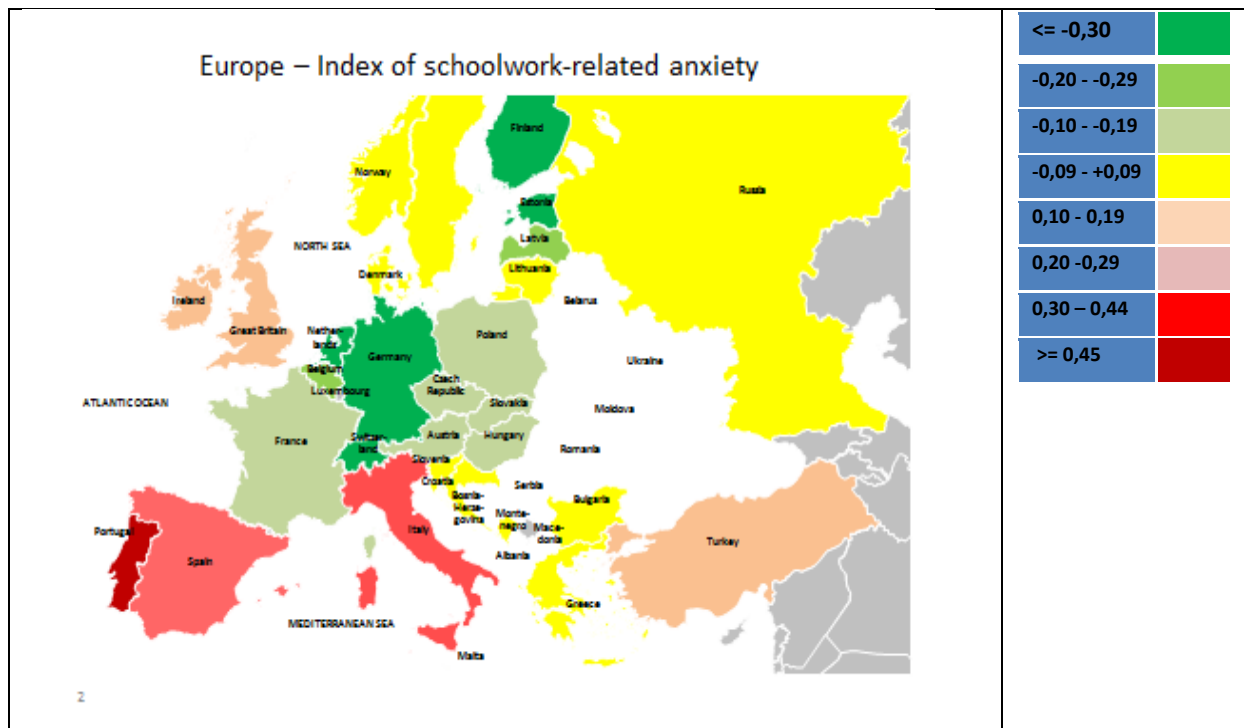 Europe – Index of schoolwork-related anxiety
Finland
Norway
Russia
Estonia
NORTH SEA
Latvia
Denmark
Lithuania
Ireland
Belarus
Great Britain
Nether-
lands
Germany
Poland
Belgium
Luxembourg
Czech
Republic
Ukraine
ATLANTIC OCEAN
Slovakia
Moldova
France
Switzer-
land
Austria
Hungary
Romania
Slovenia
Croatia
Serbia
Bosnia-
Herze-
govina
Bulgaria
Monte-
negro
Mace-
donia
Portugal
Italy
Turkey
Spain
Albania
Greece
MEDITERRANEAN SEA
Malta
2
<= -0,30
-0,20 - -0,29
-0,10 - -0,19
-0,09 - +0,09
0,10 - 0,19
0,20 -0,29
0,30 – 0,44
>= 0,45